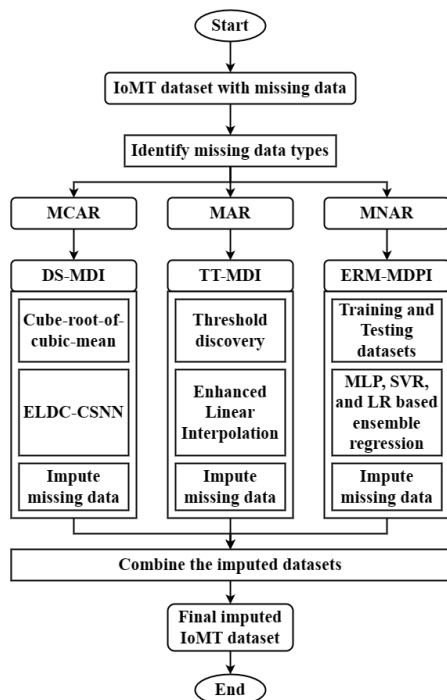 Start
IoMT dataset with missing data
Identify missing data types
MCAR
MAR
MNAR
DS-MDI
TT-MDI
ERM-MDPI
Cube-root-of-
cubic-mean
Threshold
discovery
Training and
Testing
datasets
ELDC-CSNN
Enhanced
Linear
Interpolation
MLP, SVR,
and LR based
ensemble
regression
Impute
missing data
Impute
missing data
Impute
missing data
Combine the imputed datasets
Final imputed
IoMT dataset
End